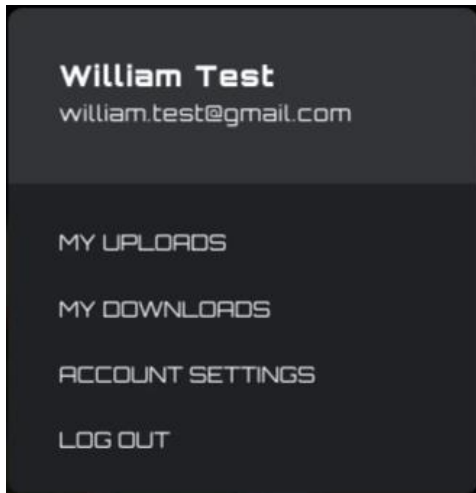 William Test
william.test@gmail.com
MY UPLOADS
MY DOWNLOADS
ACCOUNT SETTINGS
LOG OUT